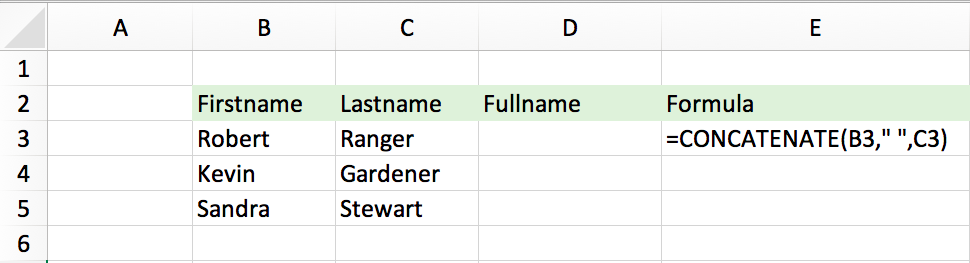 A B C D E
1
2 Firstname Lastname Fullname Formula
3 Robert Ranger =CONCATENATE(B3," ",C3)
4 Kevin Gardener
5 Sandra Stewart
6